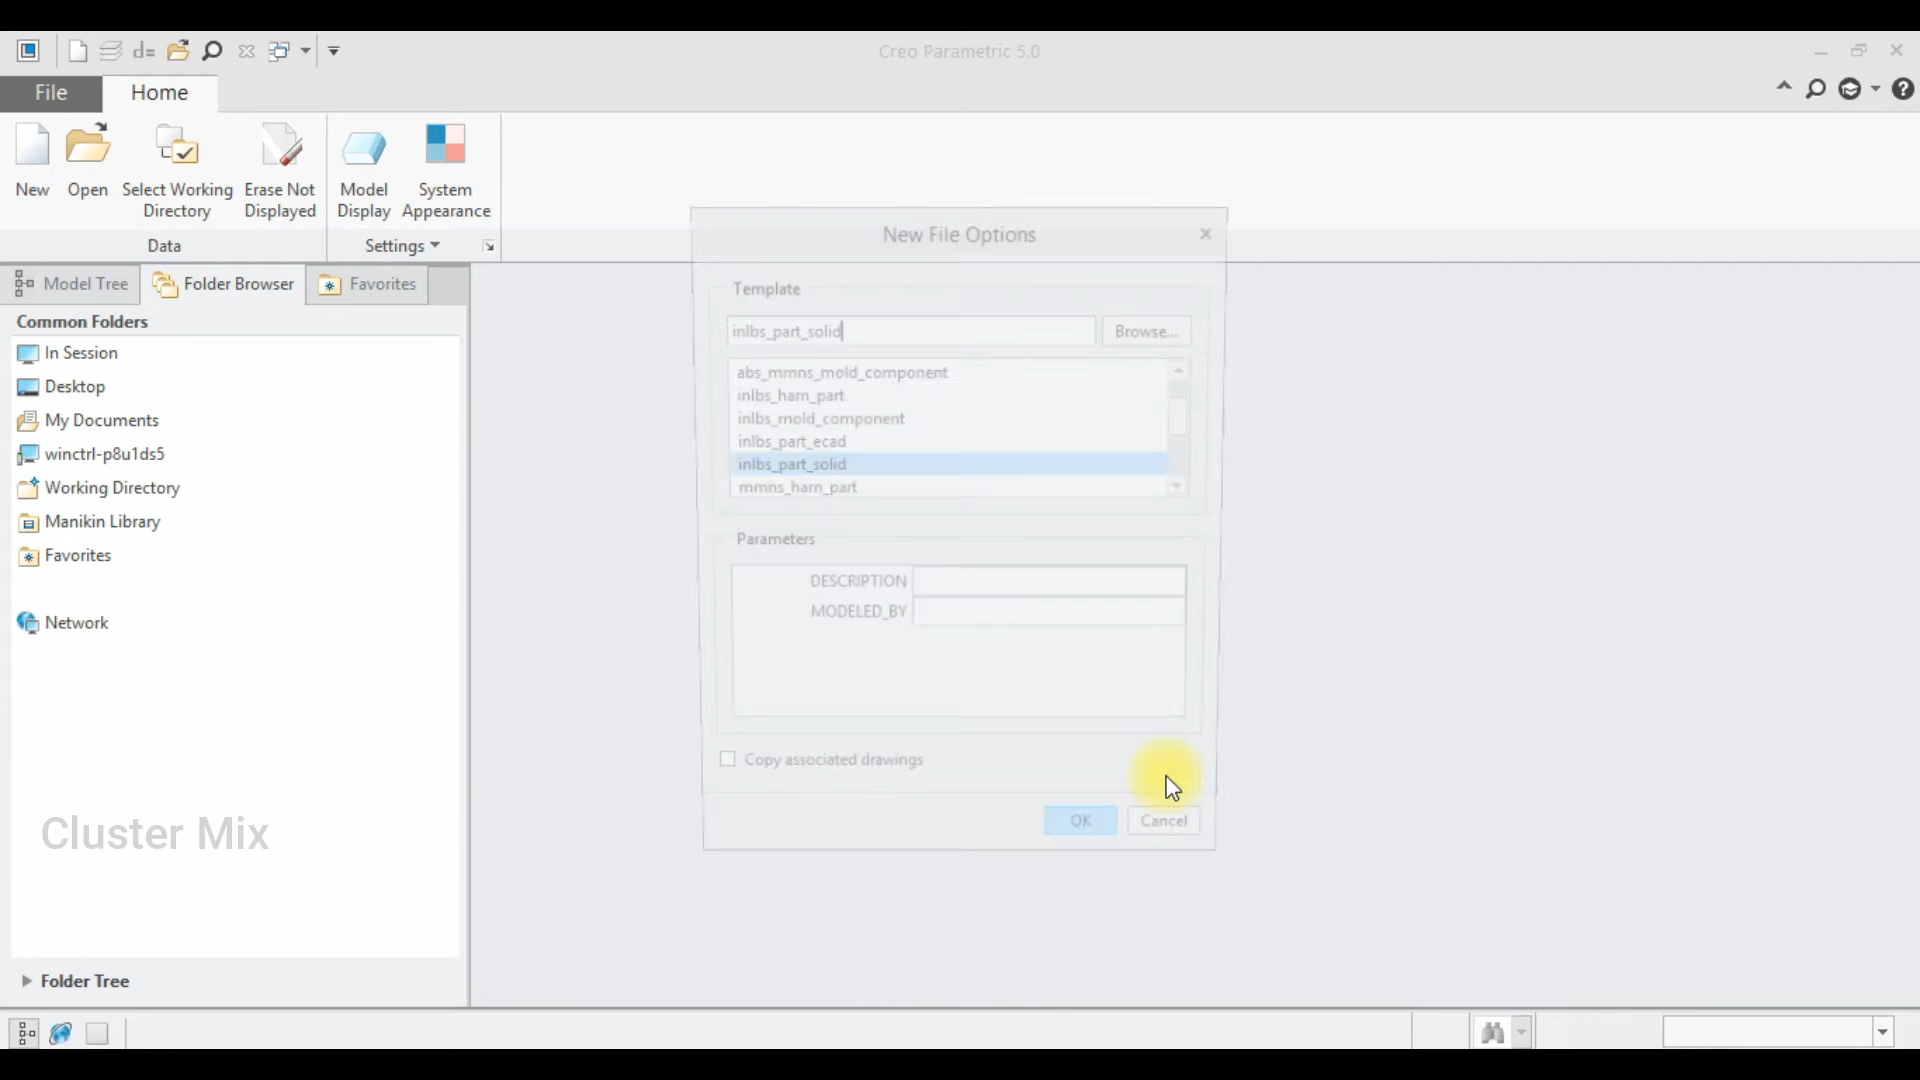 d=
Creo Parametric 5.0
File
Home
New
Open
Select Working
Directory
Erase Not
Displayed
Model
Display
System
Appearance
Data
Settings
Model Tree
Folder Browser
Favorites
Common Folders
In Session
Desktop
My Documents
winctrl-p8u1ds5
Working Directory
Manikin Library
Favorites
Network
Cluster Mix
Folder Tree
New File Options
Template
inlbs_part_solid
Browse...
abs_mmns_mold_component
inlbs_harn_part
inlbs_mold_component
inlbs_part_ecad
inlbs_part_solid
mmns_harn_part
Parameters
DESCRIPTION
MODELED_BY
Copy associated drawings
OK
Cancel